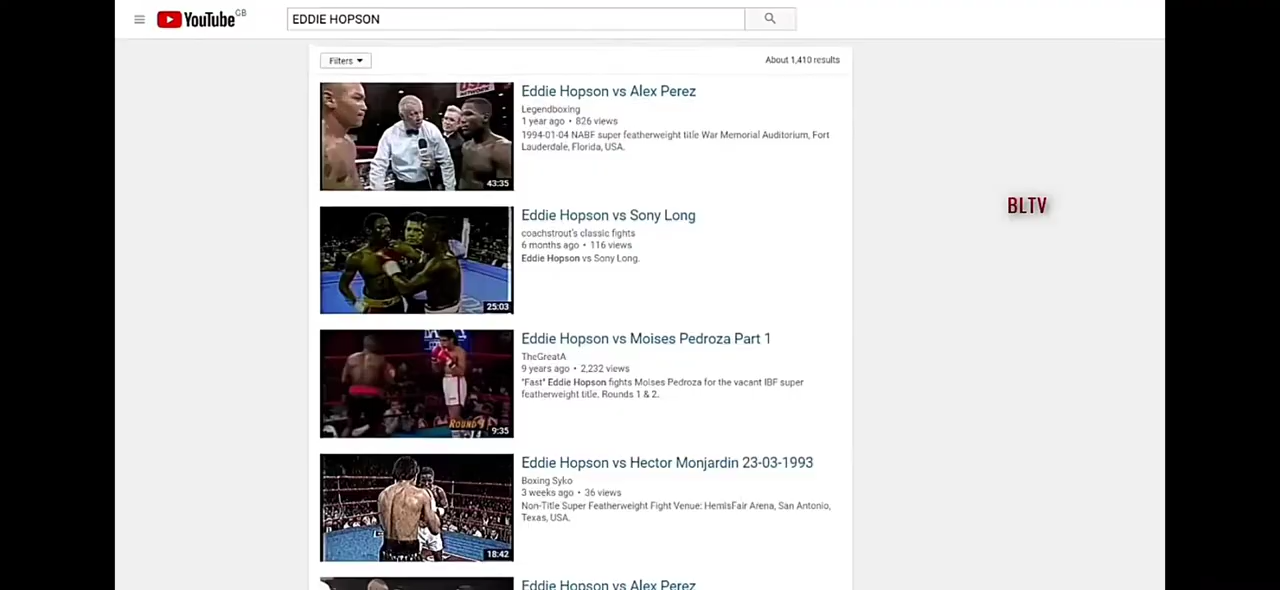 YouTube GB
EDDIE HOPSON
Filters
About 1,410 results
Eddie Hopson vs Alex Perez
Legendboxing
1 year ago • 826 views
1994-01-04 NABF super featherweight title War Memorial Auditorium, Fort
Lauderdale, Florida, USA.
43:35
BLTV
Eddie Hopson vs Sony Long
coachstrout's classic fights
6 months ago • 116 views
Eddie Hopson vs Sony Long.
25:03
Eddie Hopson vs Moises Pedroza Part 1
TheGreatA
9 years ago • 2,232 views
"Fast" Eddie Hopson fights Moises Pedroza for the vacant IBF super
featherweight title, Rounds 1 & 2.
ROUND
9:35
Eddie Hopson vs Hector Monjardin 23-03-1993
Boxing Syko
3 weeks ago • 36 views
Non-Title Super Featherweight Fight Venue: HemisFair Arena, San Antonio,
Texas, USA.
18:42
Eddie Hopson vs Alex Perez